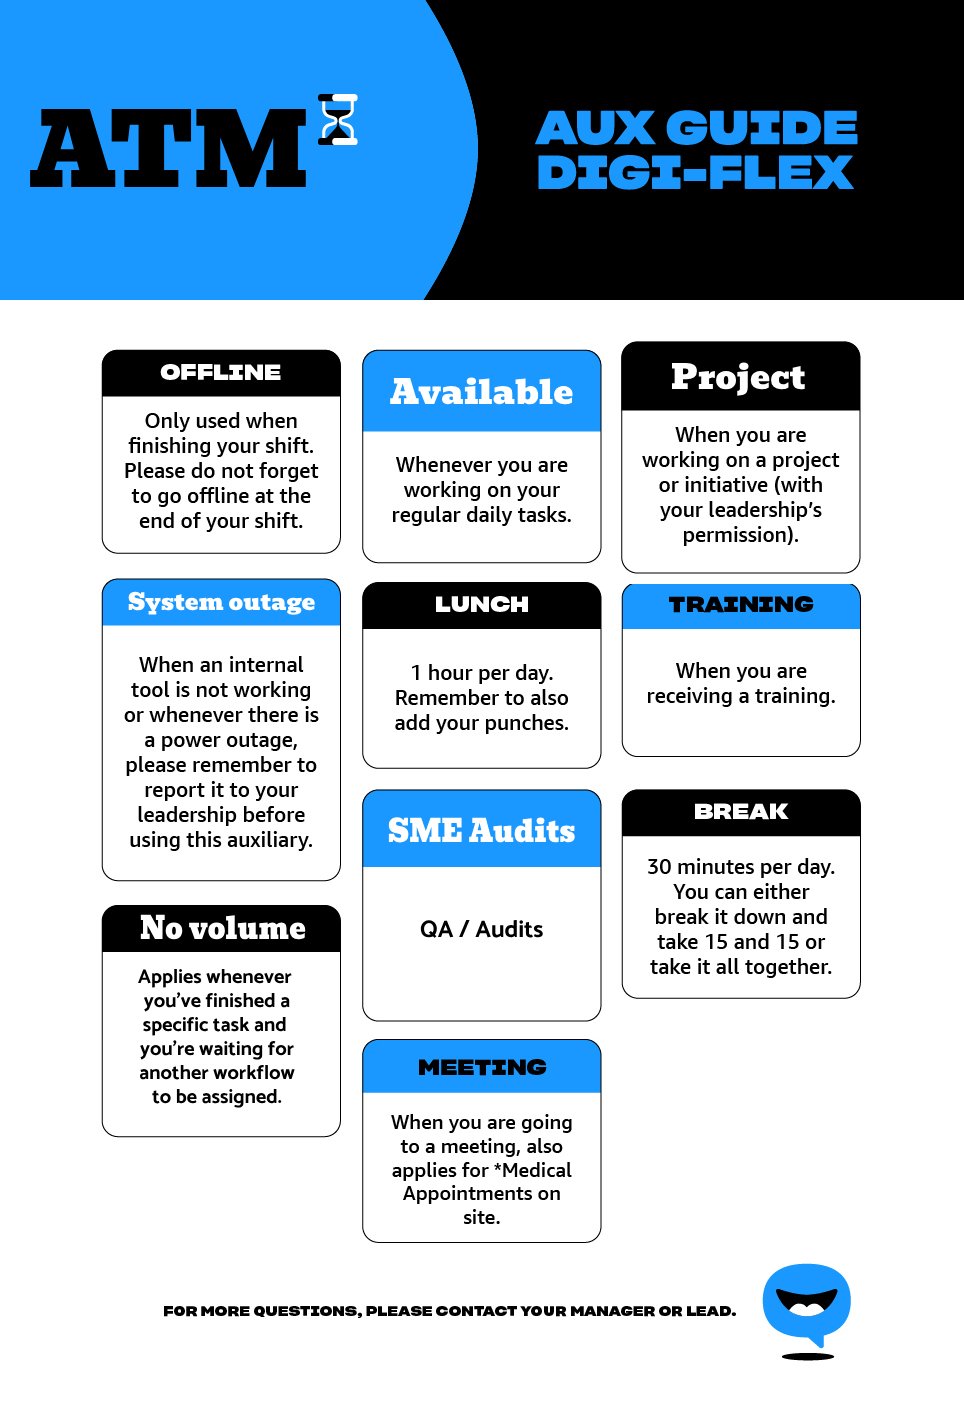 ATM
AUX GUIDE
DIGI-FLEX
OFFLINE
Only used when
finishing your shift.
Please do not forget
to go offline at the
end of your shift.
Available
Whenever you are
working on your
regular daily tasks.
Project
When you are
working on a project
or initiative (with
your leadership's
permission).
System outage
When an internal
tool is not working
or whenever there is
a power outage,
please remember to
report it to your
leadership before
using this auxiliary.
LUNCH
1 hour per day.
Remember to also
add your punches.
TRAINING
When you are
receiving a training.
SME Audits
QA / Audits
BREAK
30 minutes per day.
You can either
break it down and
take 15 and 15 or
take it all together.
No volume
Applies whenever
you've finished a
specific task and
you're waiting for
another workflow
to be assigned.
MEETING
When you are going
to a meeting, also
applies for *Medical
Appointments on
site.
FOR MORE QUESTIONS, PLEASE CONTACT YOUR MANAGER OR LEAD.